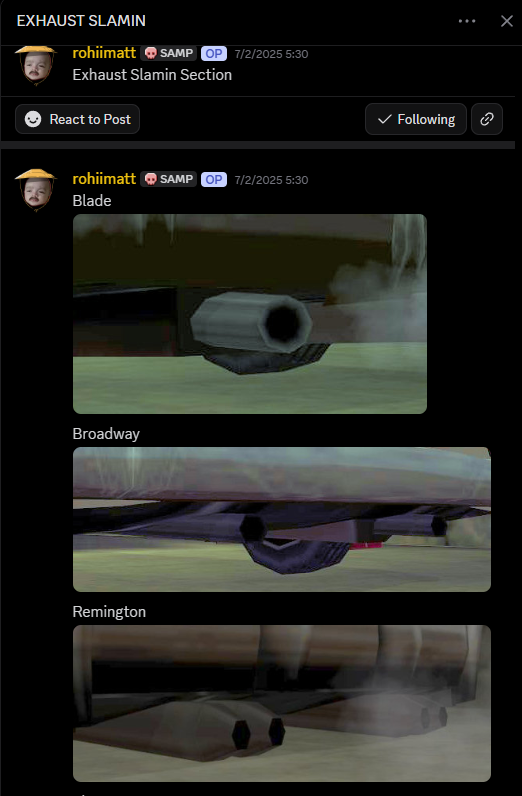 EXHAUST SLAMIN
rohiimatt SAMP OP 7/2/2025 5:30
Exhaust Slamin Section
React to Post
Following
rohiimatt SAMP OP 7/2/2025 5:30
Blade
Broadway
Remington